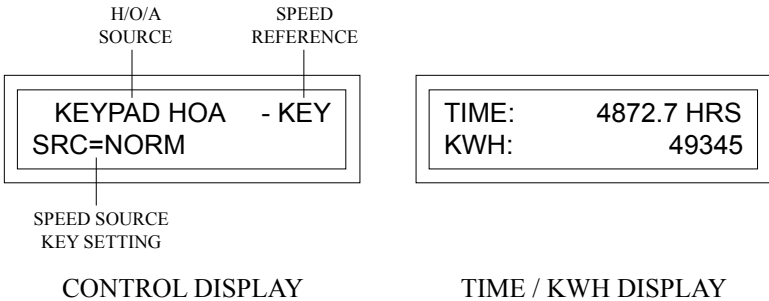 H/O/A
SOURCE
SPEED
REFERENCE
KEYPAD HOA - KEY
SRC=NORM
SPEED SOURCE
KEY SETTING
CONTROL DISPLAY
TIME: 4872.7 HRS
KWH: 49345
TIME / KWH DISPLAY